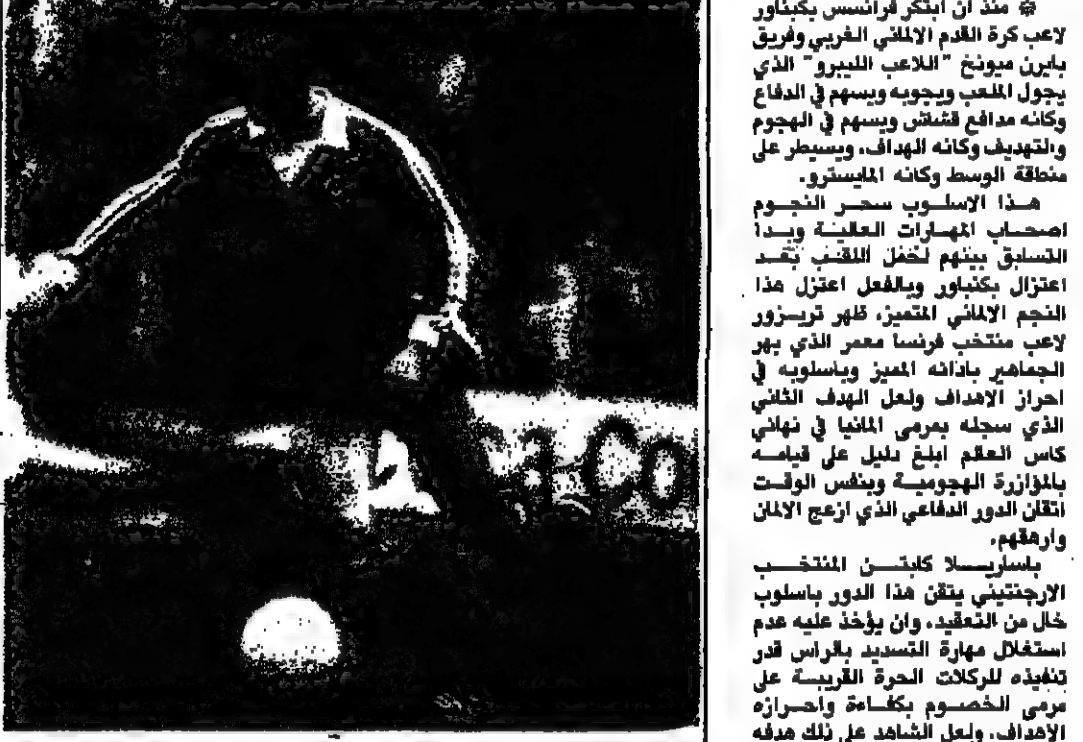 منذ ان ابتكر فرانسس بكبناور
لاعب كرة القدم الالماني الغربي وفريق
بايرن ميونخ "اللاعب الليبرو" الذي
يجول الملعب ويجوبه ويسهم في الدفاع
وكانه مدافع قشاش ويسهم في الهجوم
والتهديف وكانه الهداف، ويسيطر على
منطقة الوسط وكانه المايسترو.
هذا الاسلوب سحر النجوم
اصحاب المهارات العالية وبدا
التسابق بينهم اللقب بعد
اعتزال بكنباور وبالفعل اعتزل هذا
النجم الالماني المتميز، ظهر تريزور
لاعب منتخب فرنسا معمر الذي بهر
الجماهير بادائه المميز وباسلوبه في
احراز الاهداف ولعل الهدف الثاني
الذي سجله بمرمى المانيا في نهائي
كاس العالم ابلغ دليل على قيامه
بالمؤازرة الهجومية وبنفس الوقت
اتقان الدور الدفاعي الذي ازعج الالمان
وارهقهم.
باساريسلا كابتن المنتخب
الارجنتيني يتقن هذا الدور باسلوب
خال من التعقيد، وان يؤخذ عليه عدم
استغلال مهارة التسديد بالراس قدر
تنفيذه للركلات الحرة القريبة على
مرمى الخصوم بكفاءة واحرازه
الاهداف، ولعل الشاهد على ذلك هدفه